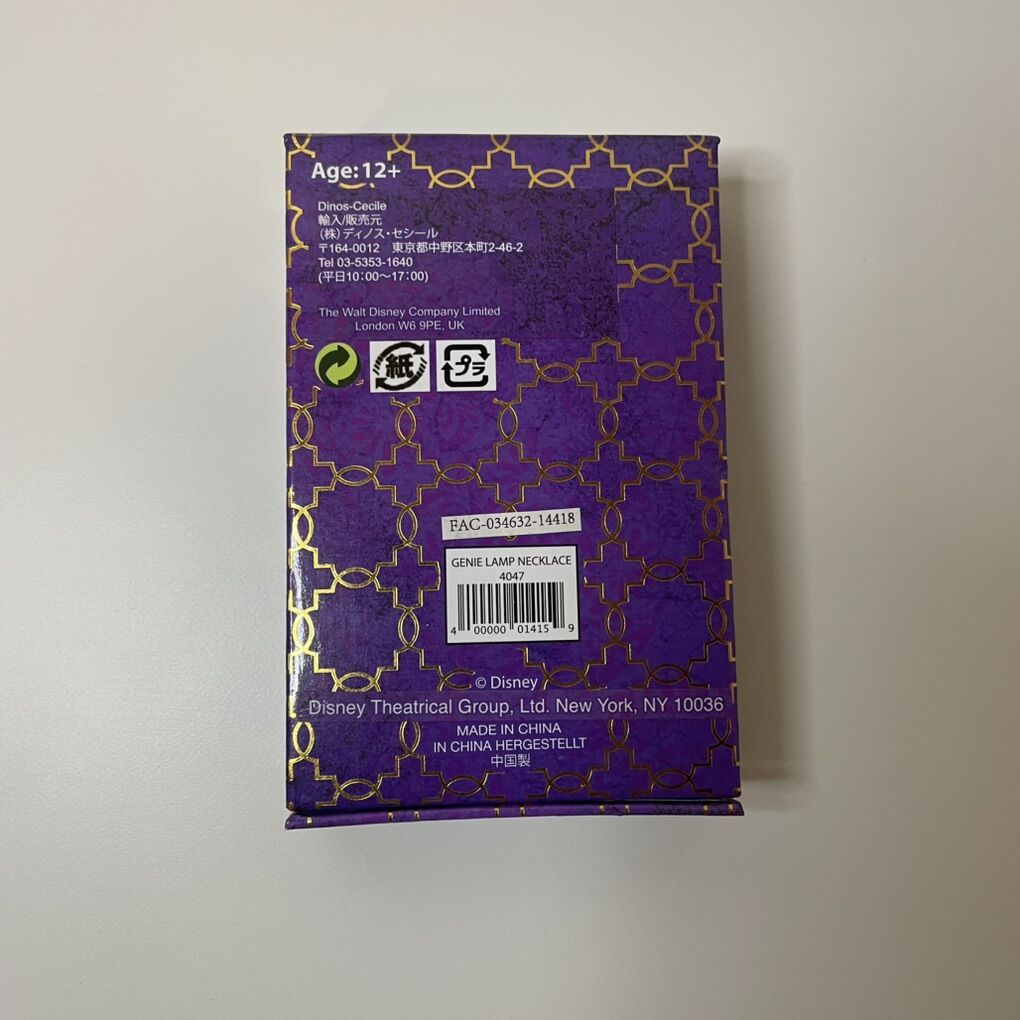 Age: 12+
Dinos-Cecile
輸入/販売元
（株）ディノス・セシール
〒164-0012　東京都中野区本町2-46-2
Tel 03-5353-1640
(平日10：00～17：00)
The Walt Disney Company Limited
London W6 9PE, UK
紙
プラ
FAC-034632-14418
GENIE LAMP NECKLACE
4047
4 00000 01415 9
© Disney
Disney Theatrical Group, Ltd. New York, NY 10036
MADE IN CHINA
IN CHINA HERGESTELLT
中国製